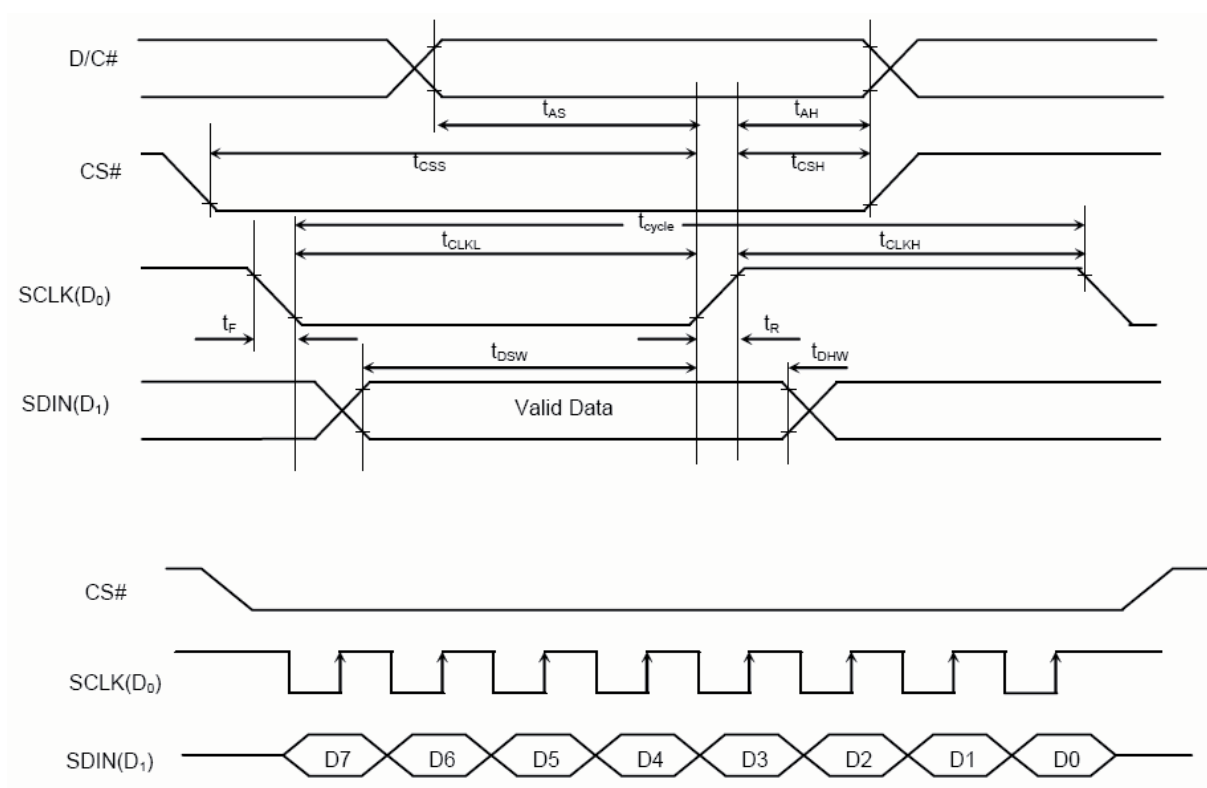 D/C#
tAS
tAH
CS#
tCSS
tCSH
tcycle
tCLKL
tCLKH
SCLK(D0)
tF
tR
tDSW
tDHW
SDIN(D1)
Valid Data
CS#
SCLK(D0)
SDIN(D1)
D7 D6 D5 D4 D3 D2 D1 D0